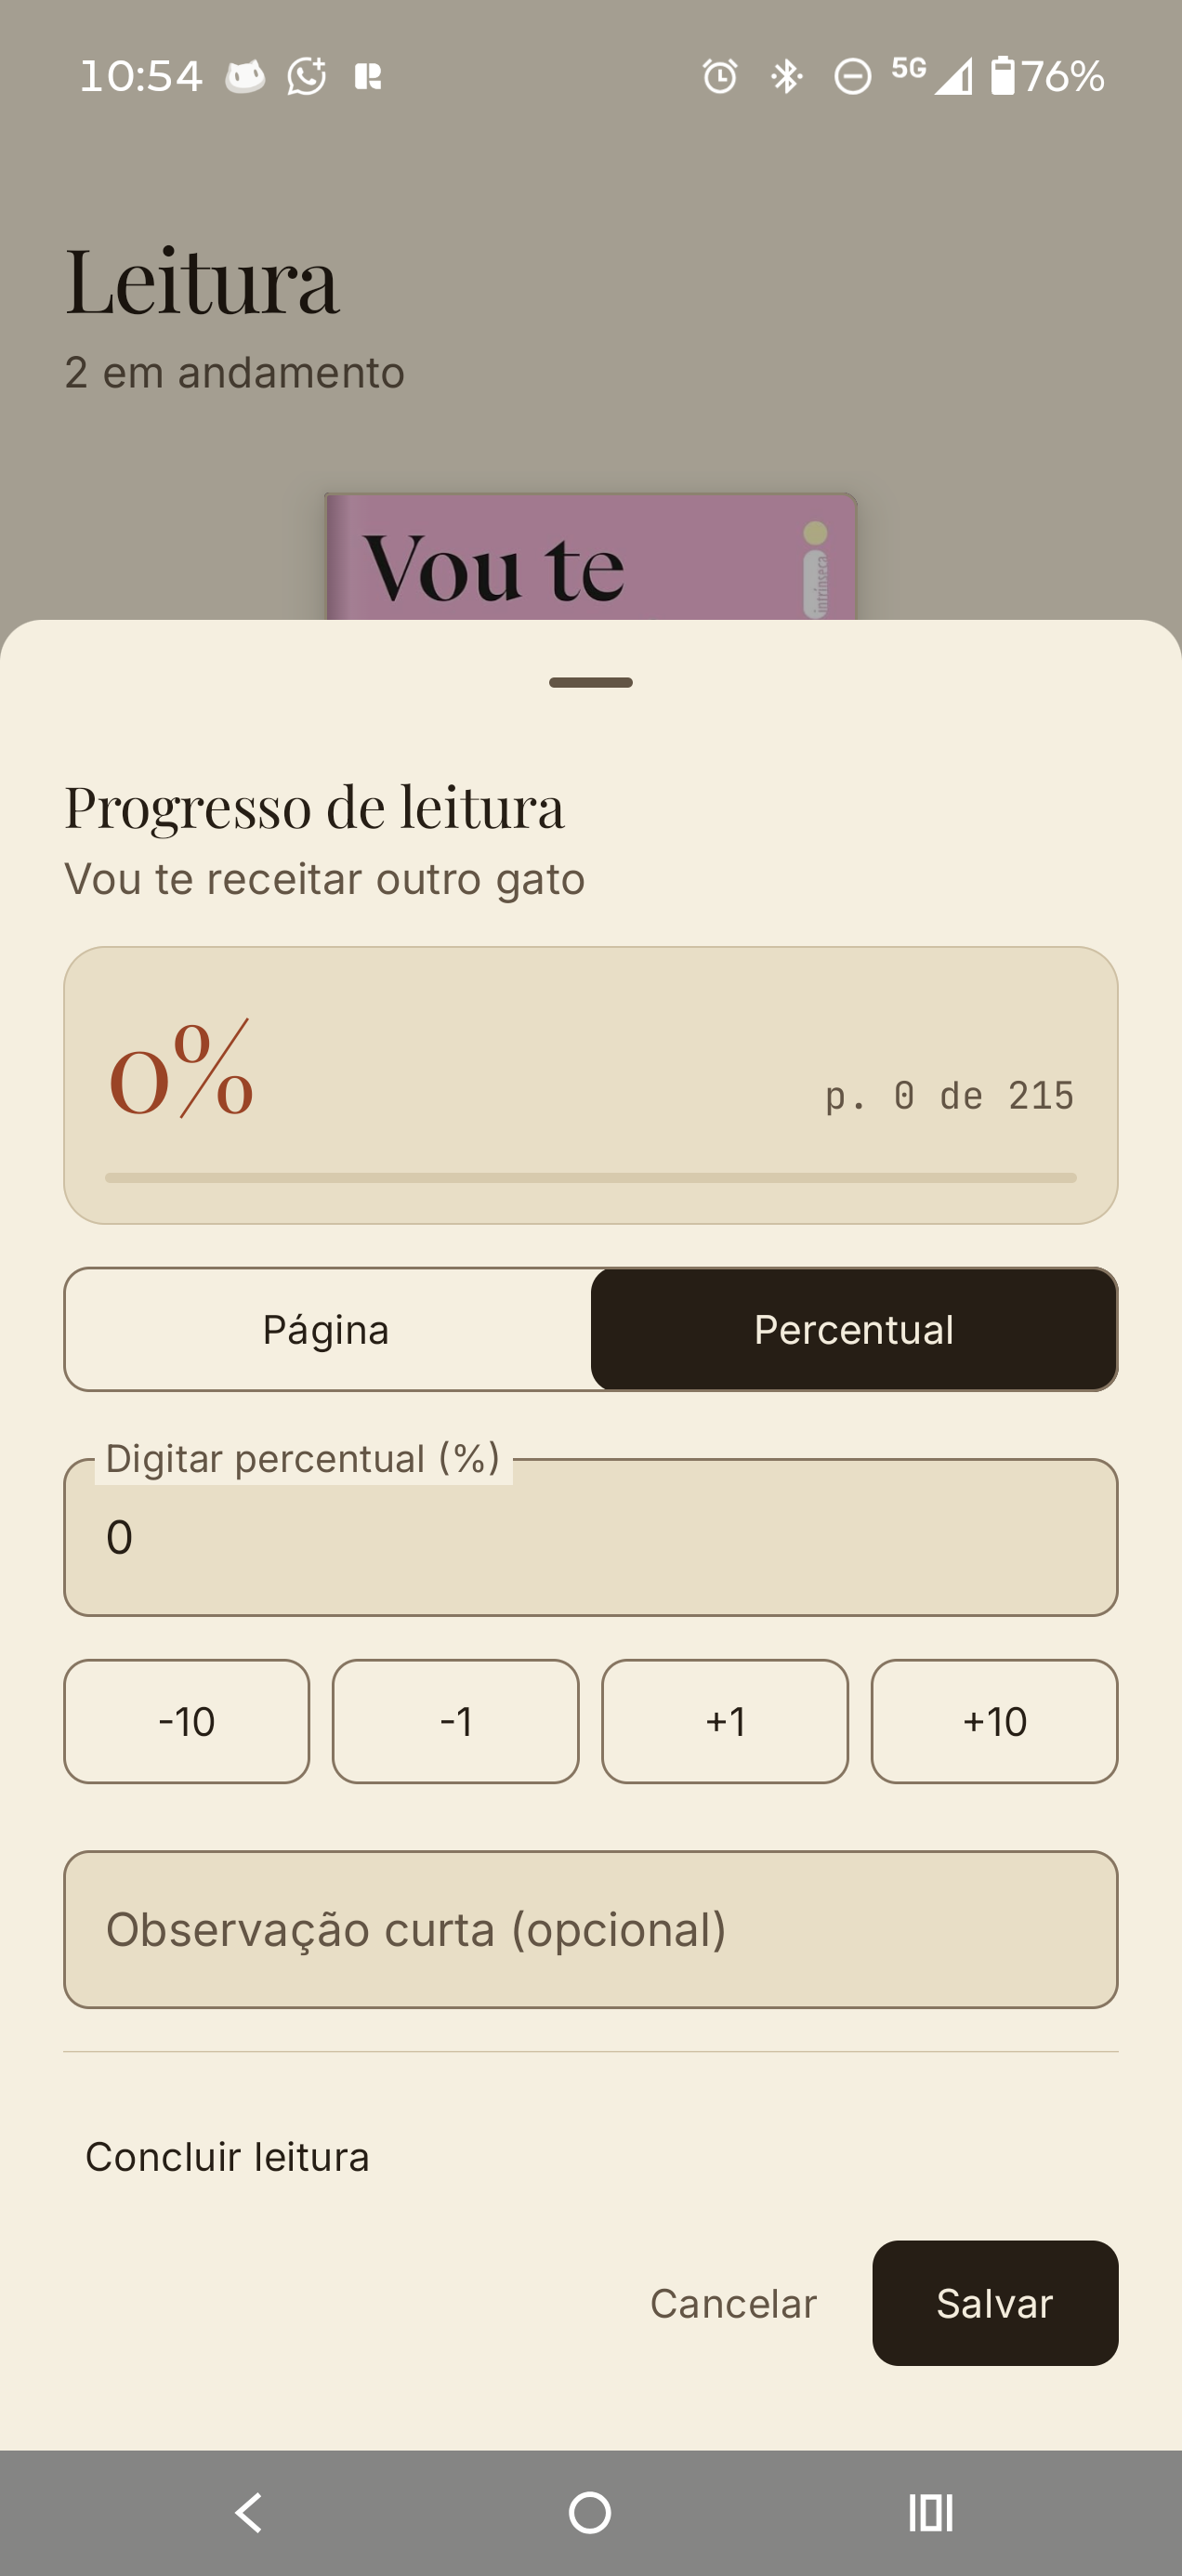 10:54
5G
76%
Leitura
2 em andamento
Vou te
intrínseca
Progresso de leitura
Vou te receitar outro gato
0%
p. 0 de 215
Página
Percentual
Digitar percentual (%)
0
-10
-1
+1
+10
Observação curta (opcional)
Concluir leitura
Cancelar
Salvar